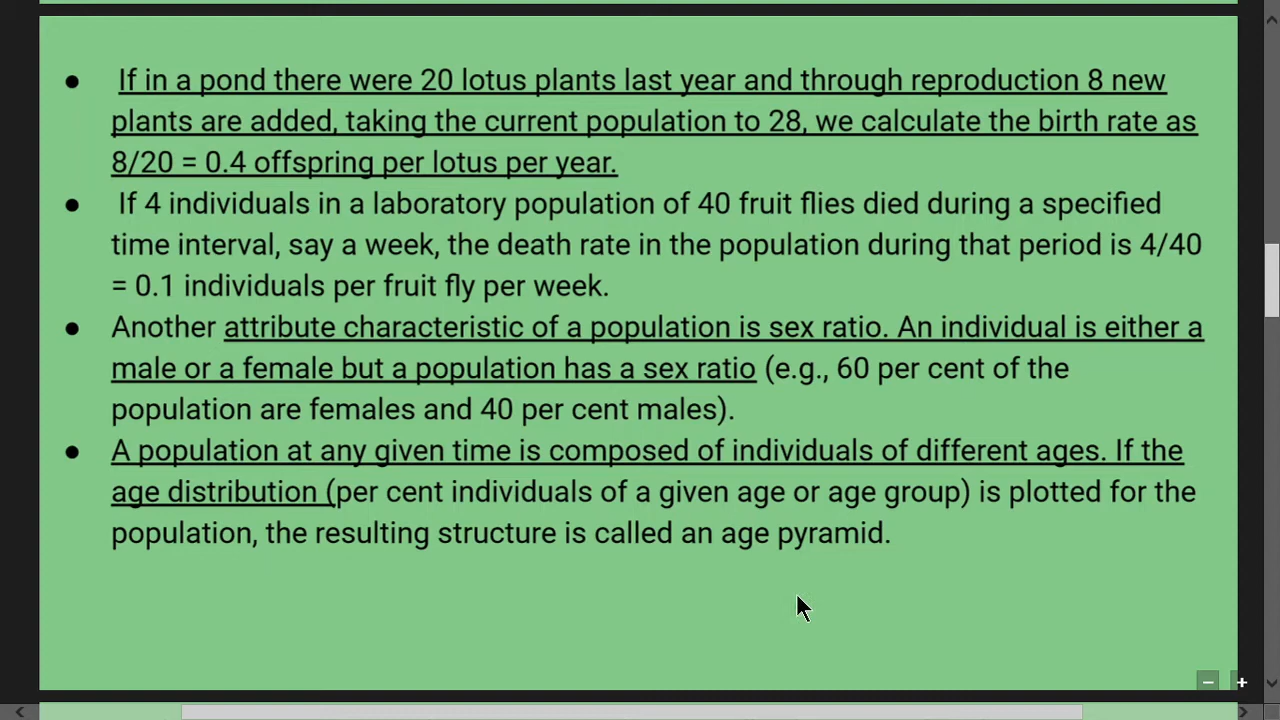 ● If in a pond there were 20 lotus plants last year and through reproduction 8 new
plants are added, taking the current population to 28, we calculate the birth rate as
8/20 = 0.4 offspring per lotus per year.
● If 4 individuals in a laboratory population of 40 fruit flies died during a specified
time interval, say a week, the death rate in the population during that period is 4/40
= 0.1 individuals per fruit fly per week.
● Another attribute characteristic of a population is sex ratio. An individual is either a
male or a female but a population has a sex ratio (e.g., 60 per cent of the
population are females and 40 per cent males).
● A population at any given time is composed of individuals of different ages. If the
age distribution (per cent individuals of a given age or age group) is plotted for the
population, the resulting structure is called an age pyramid.